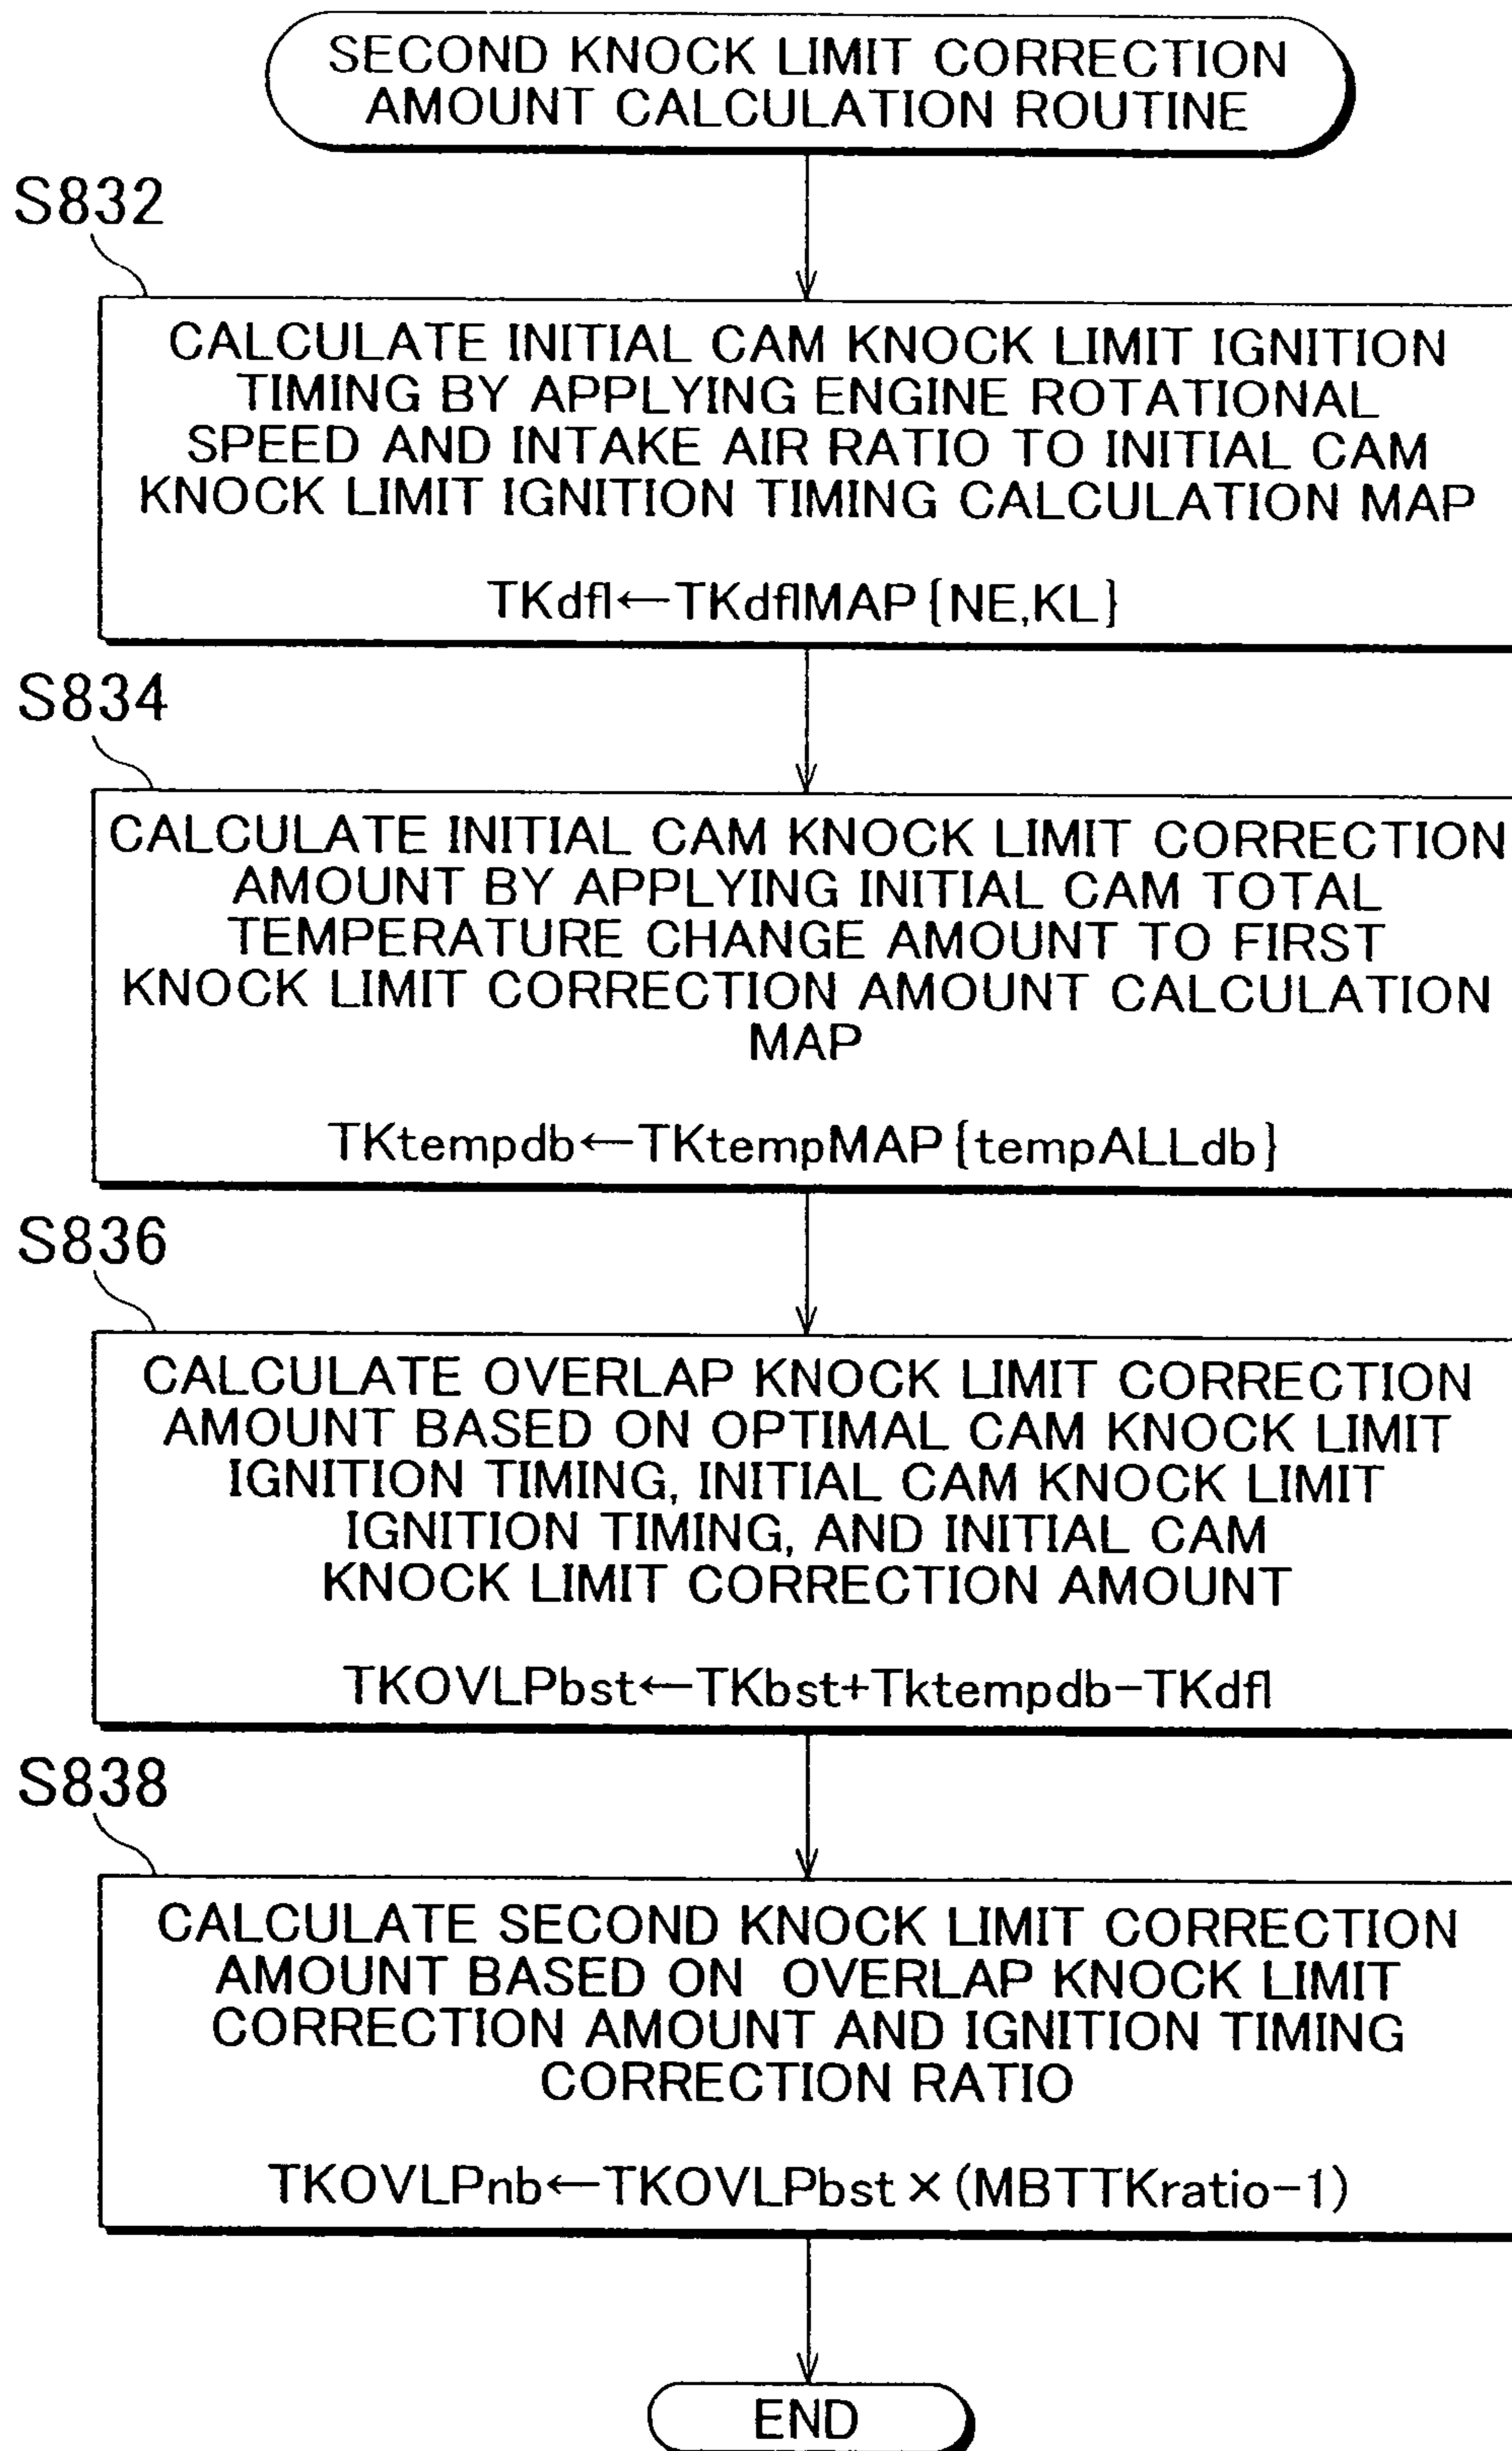 SECOND KNOCK LIMIT CORRECTION
AMOUNT CALCULATION ROUTINE
S832
CALCULATE INITIAL CAM KNOCK LIMIT IGNITION
TIMING BY APPLYING ENGINE ROTATIONAL
SPEED AND INTAKE AIR RATIO TO INITIAL CAM
KNOCK LIMIT IGNITION TIMING CALCULATION MAP
TKdfl←TKdflMAP{NE,KL}
S834
CALCULATE INITIAL CAM KNOCK LIMIT CORRECTION
AMOUNT BY APPLYING INITIAL CAM TOTAL
TEMPERATURE CHANGE AMOUNT TO FIRST
KNOCK LIMIT CORRECTION AMOUNT CALCULATION
MAP
TKtempdb←TKtempMAP{tempALLdb}
S836
CALCULATE OVERLAP KNOCK LIMIT CORRECTION
AMOUNT BASED ON OPTIMAL CAM KNOCK LIMIT
IGNITION TIMING, INITIAL CAM KNOCK LIMIT
IGNITION TIMING, AND INITIAL CAM
KNOCK LIMIT CORRECTION AMOUNT
TKOVLPbst←TKbst+Tktempdb-TKdfl
S838
CALCULATE SECOND KNOCK LIMIT CORRECTION
AMOUNT BASED ON OVERLAP KNOCK LIMIT
CORRECTION AMOUNT AND IGNITION TIMING
CORRECTION RATIO
TKOVLPnb←TKOVLPbst×(MBTTKratio-1)
END